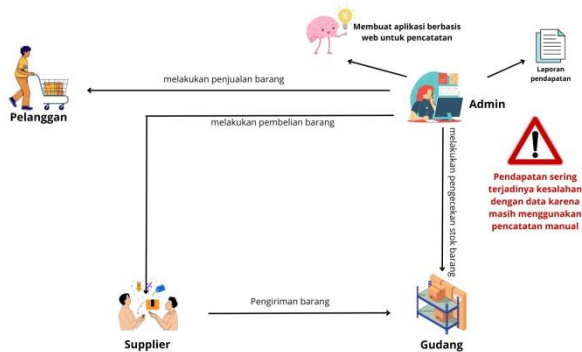 Membuat aplikasi berbasis
web untuk pencatatan
Laporan
pendapatan
melakukan penjualan barang
Pelanggan
Admin
melakukan pembelian barang
melakukan pengecekan stok barang
Pendapatan sering
terjadinya kesalahan
dengan data karena
masih menggunakan
pencatatan manual
Pengiriman barang
Supplier
Gudang